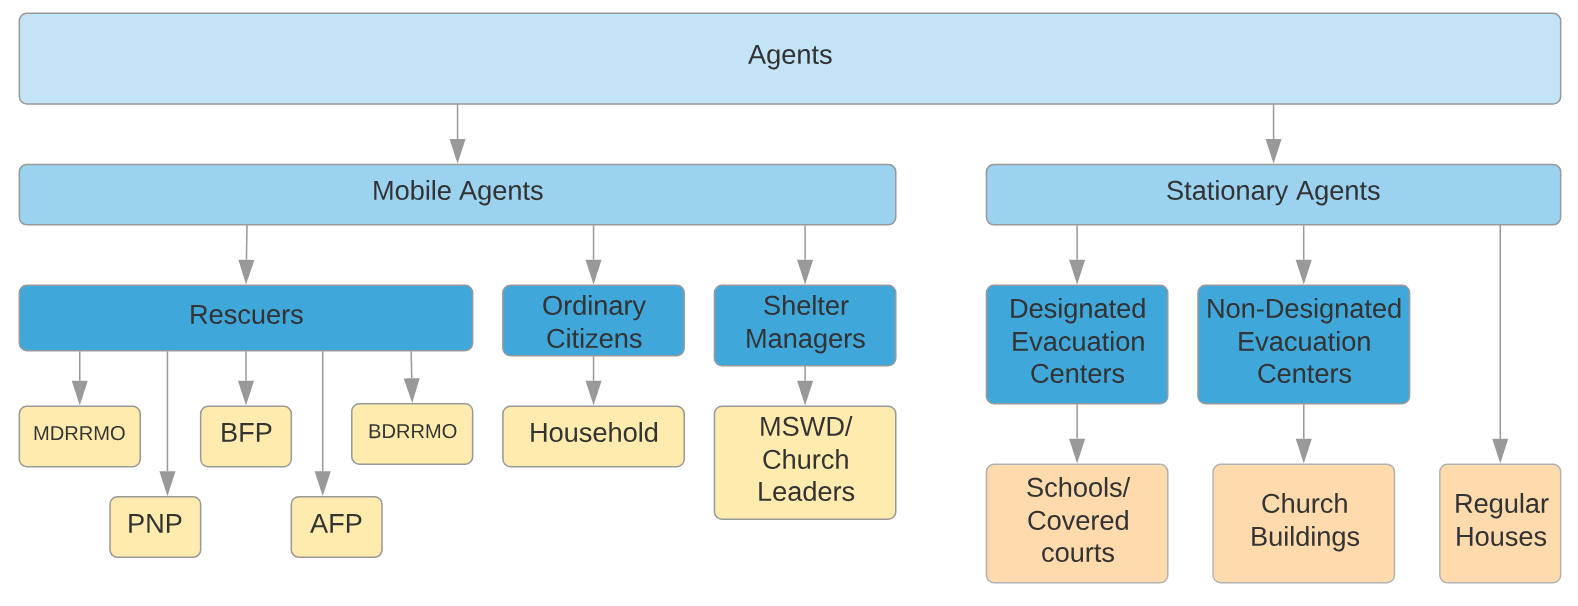 Agents
Mobile Agents
Stationary Agents
Rescuers
Ordinary
Citizens
Shelter
Managers
Designated
Evacuation
Centers
Non-Designated
Evacuation
Centers
MDRRMO
BFP
BDRRMO
PNP
AFP
Household
MSWD/
Church
Leaders
Schools/
Covered
courts
Church
Buildings
Regular
Houses